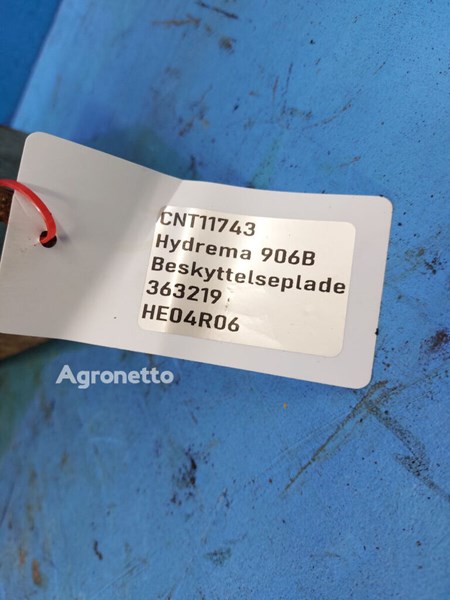 CNT11743
Hydrema 906B
Beskyttelseplade
363219
HE04R06
Agronetto